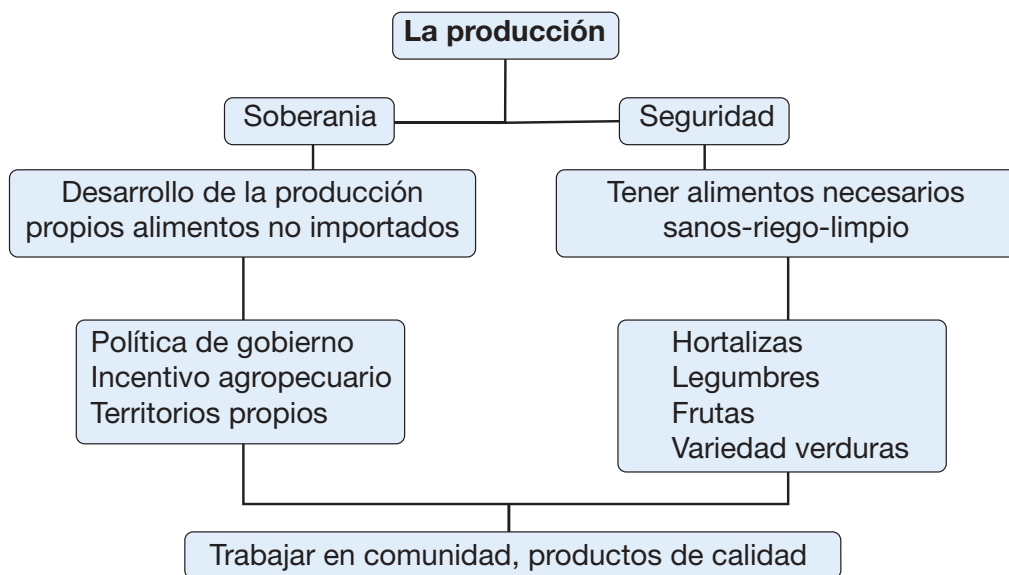 La producción
Soberania
Seguridad
Desarrollo de la producción
propios alimentos no importados
Tener alimentos necesarios
sanos-riego-limpio
Política de gobierno
Incentivo agropecuario
Territorios propios
Hortalizas
Legumbres
Frutas
Variedad verduras
Trabajar en comunidad, productos de calidad